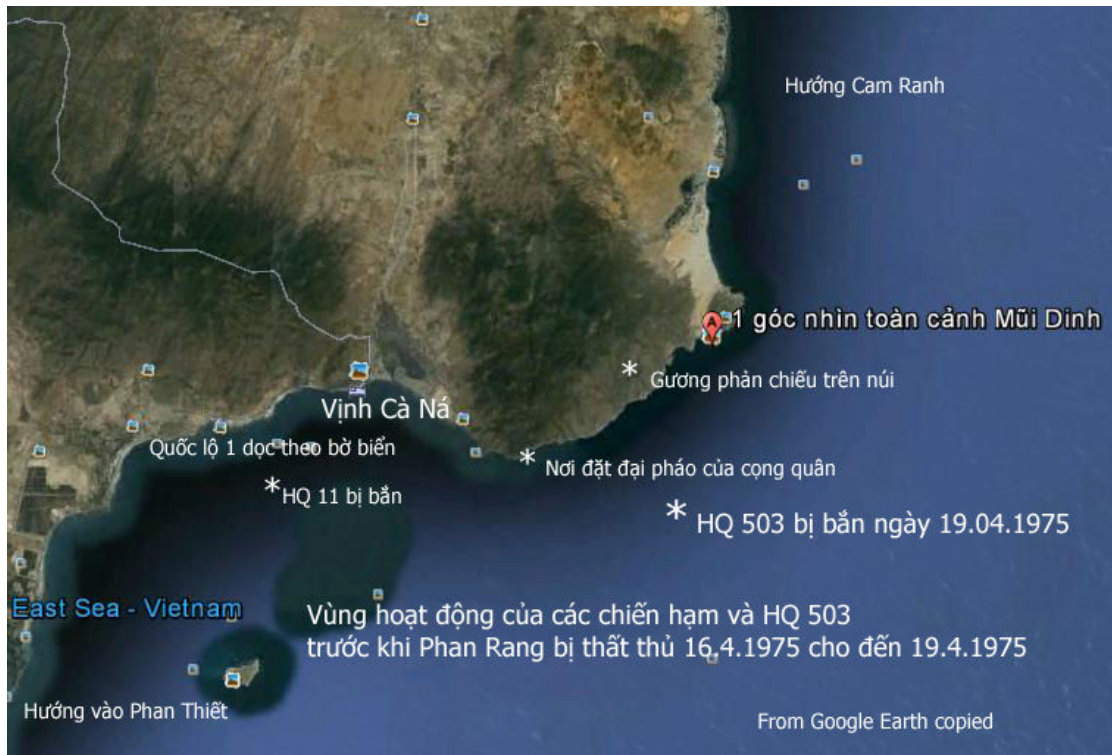 Hướng Cam Ranh
A
1 góc nhìn toàn cảnh Mũi Dinh
* Gương phản chiếu trên núi
Vịnh Cà Ná
Quốc lộ 1 dọc theo bờ biển
* Nơi đặt đại pháo của cọng quân
* HQ 11 bị bắn
* HQ 503 bị bắn ngày 19.04.1975
East Sea - Vietnam
Vùng hoạt động của các chiến hạm và HQ 503
trước khi Phan Rang bị thất thủ 16.4.1975 cho đến 19.4.1975
Hướng vào Phan Thiết
From Google Earth copied